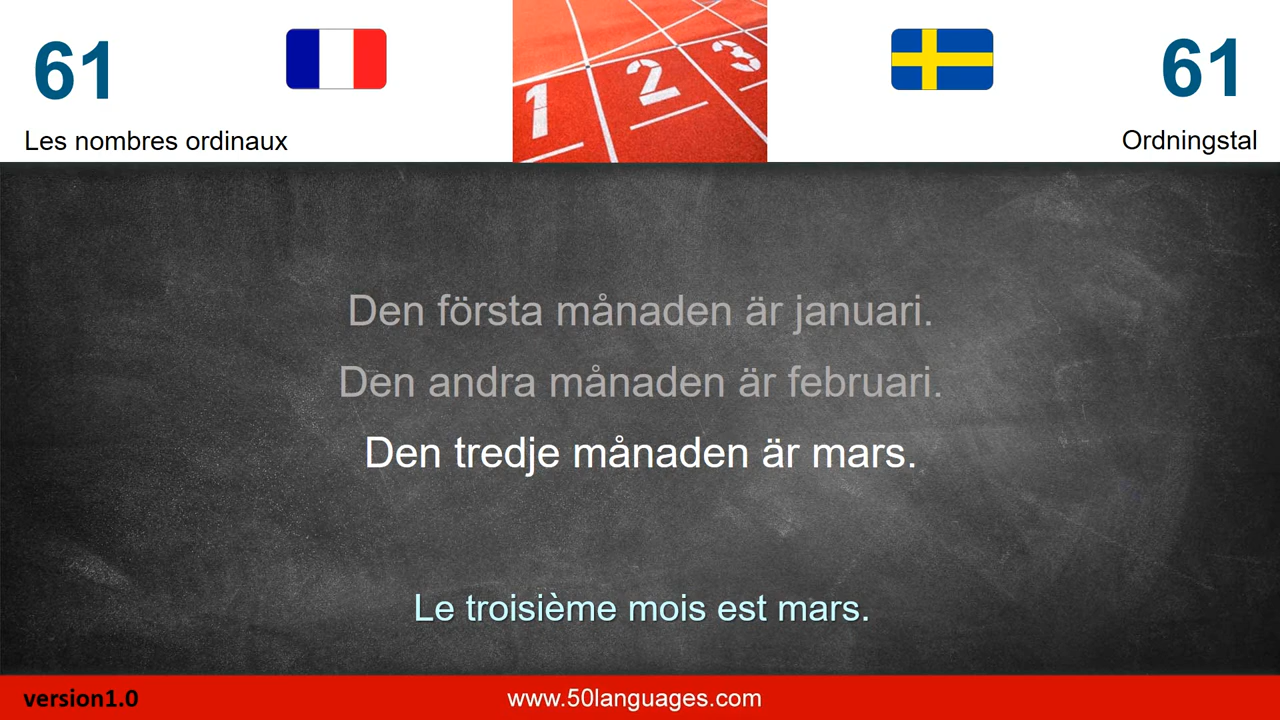 61
61
Les nombres ordinaux
Ordningstal
1 2 3
Den första månaden är januari.
Den andra månaden är februari.
Den tredje månaden är mars.
Le troisième mois est mars.
version1.0
www.50languages.com